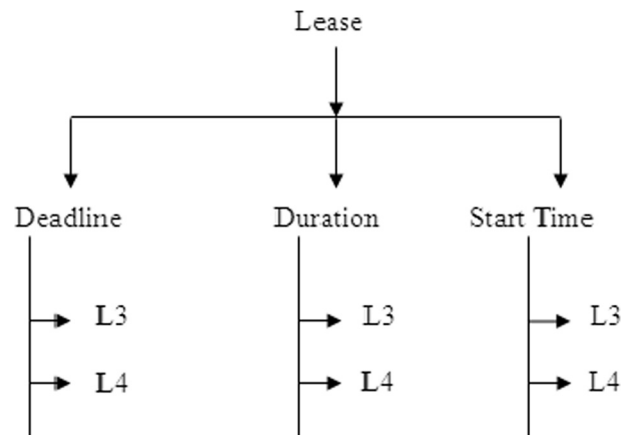 Lease
Deadline Duration Start Time
L3 L3 L3
L4 L4 L4